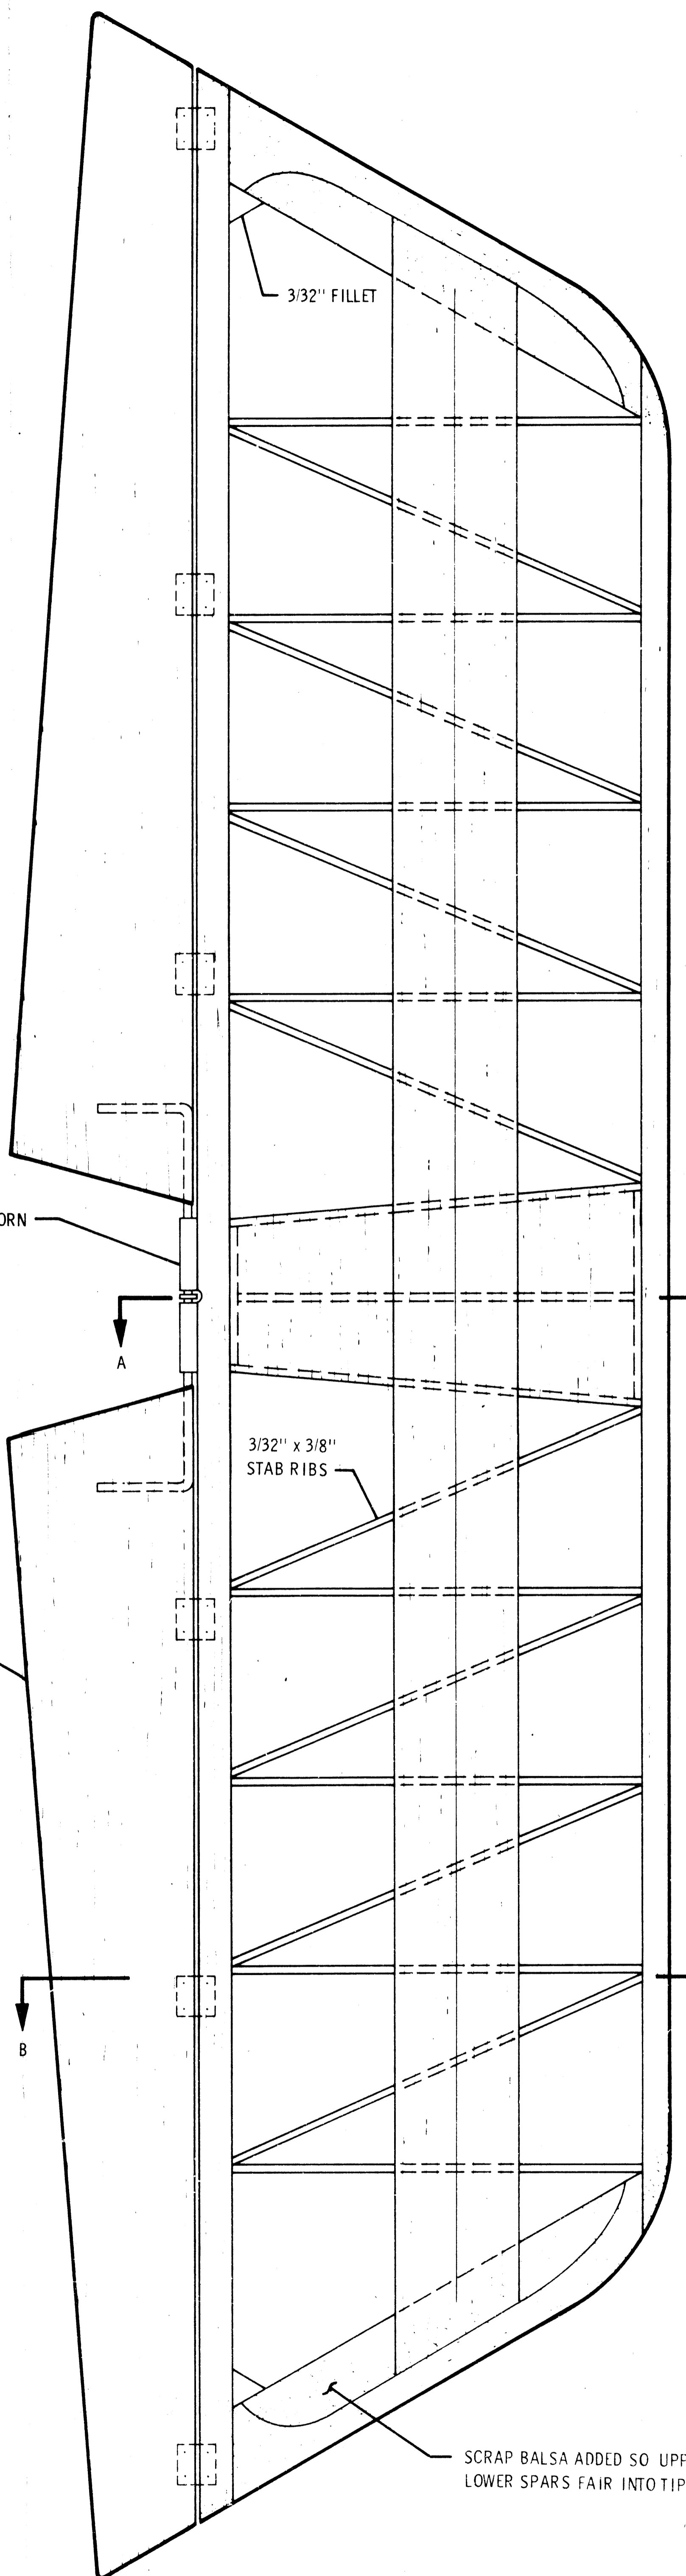 3/32" FILLET
ORN
A
3/32" x 3/8"
STAB RIBS
B
SCRAP BALSA ADDED SO UPP
LOWER SPARS FAIR INTO TIP